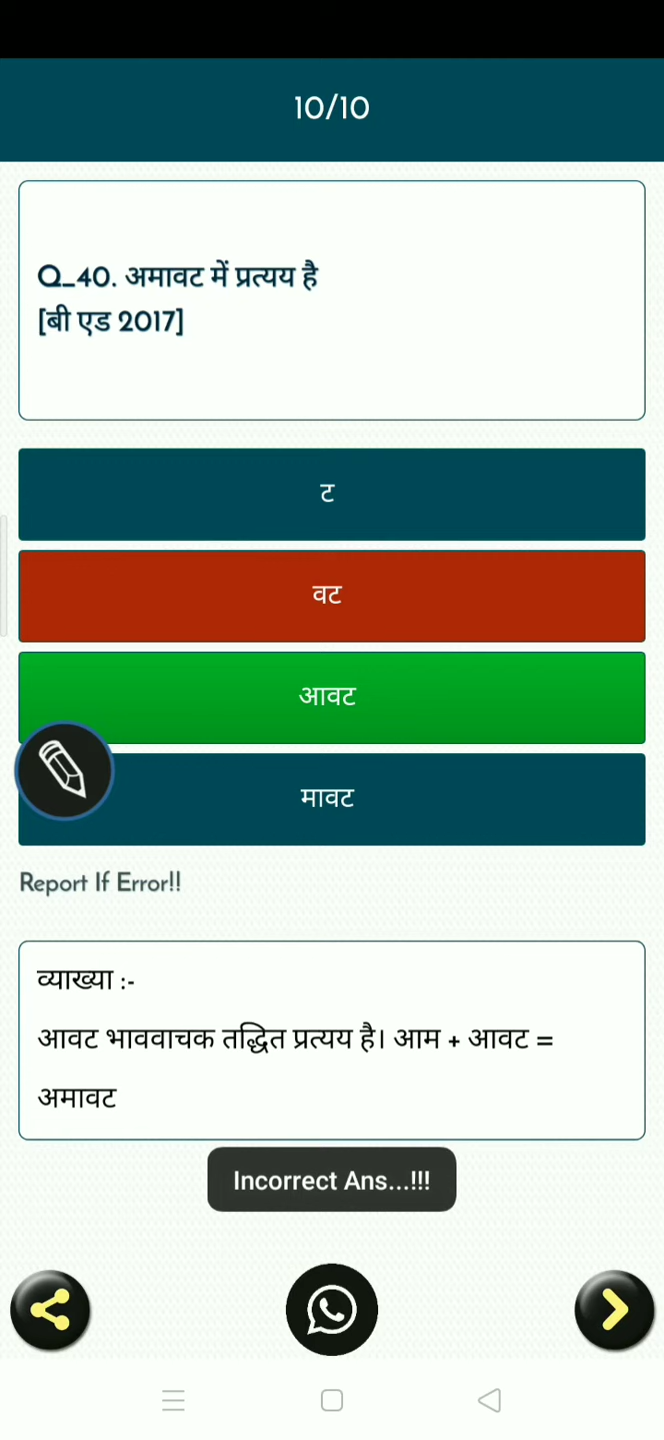 10/10
Q_40. अमावट में प्रत्यय है
[बी एड 2017]
ट
वट
आवट
मावट
Report If Error!!
व्याख्या :-
आवट भाववाचक तद्धित प्रत्यय है। आम + आवट =
अमावट
Incorrect Ans...!!!